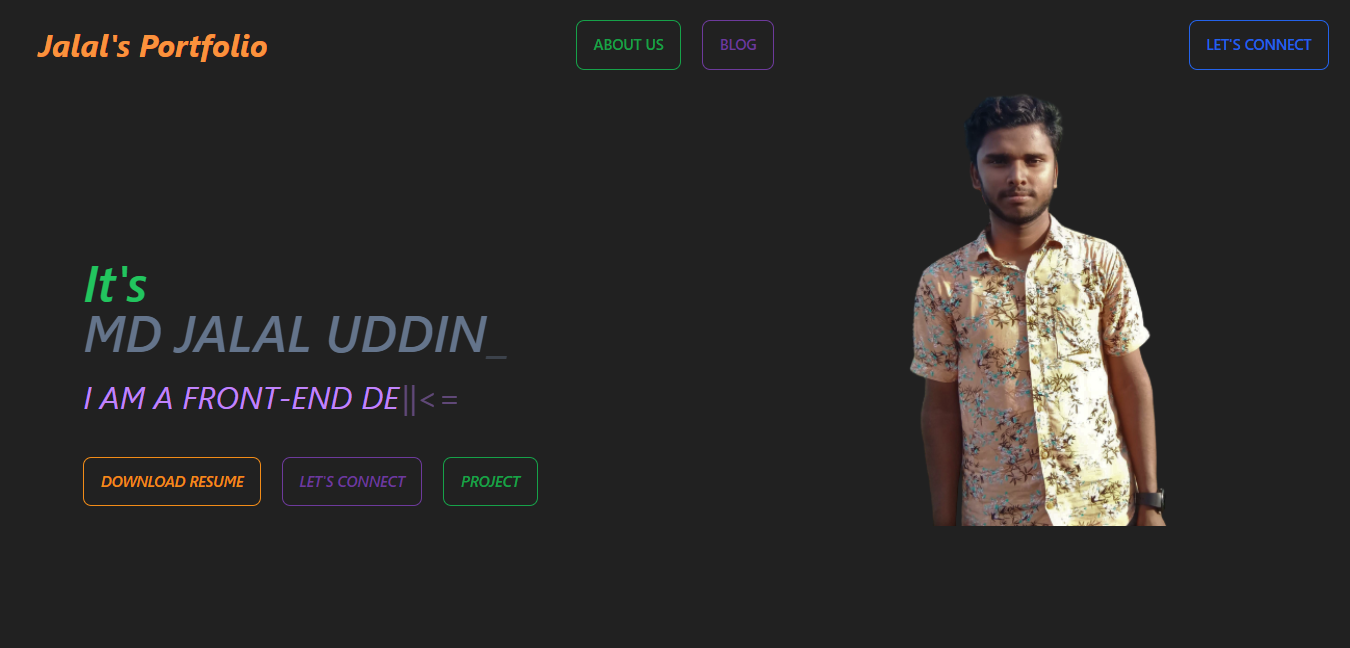 Jalal's Portfolio
ABOUT US
BLOG
LET'S CONNECT
It's
MD JALAL UDDIN_
I AM A FRONT-END DE||<=
DOWNLOAD RESUME
LET'S CONNECT
PROJECT